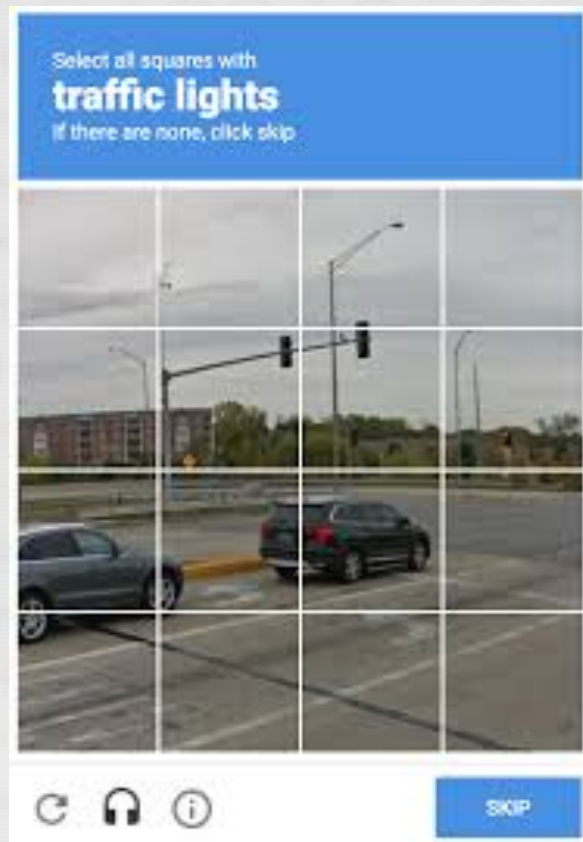 Select all squares with
traffic lights
If there are none, click skip
SKIP